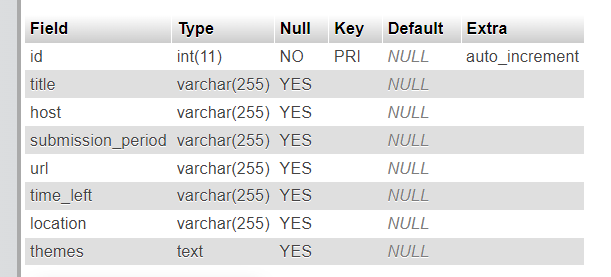 Field Type Null Key Default Extra
id int(11) NO PRI NULL auto_increment
title varchar(255) YES NULL
host varchar(255) YES NULL
submission_period varchar(255) YES NULL
url varchar(255) YES NULL
time_left varchar(255) YES NULL
location varchar(255) YES NULL
themes text YES NULL